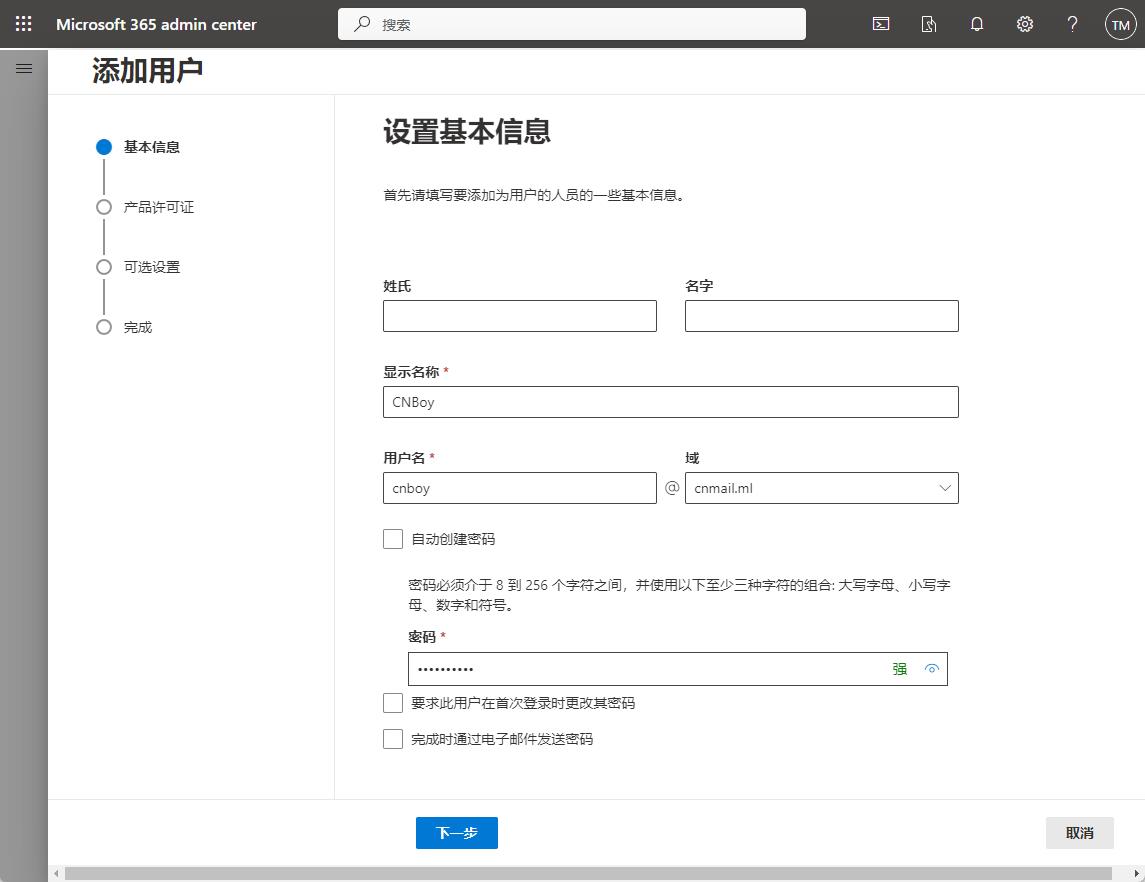 Microsoft 365 admin center
搜索
TM
添加用户
基本信息
产品许可证
可选设置
完成
设置基本信息
首先请填写要添加为用户的人员的一些基本信息。
姓氏
名字
显示名称 *
CNBoy
用户名 *
域
cnboy
@
cnmail.ml
自动创建密码
密码必须介于 8 到 256 个字符之间，并使用以下至少三种字符的组合: 大写字母、小写字
母、数字和符号。
密码 *
••••••••••
强
要求此用户在首次登录时更改其密码
完成时通过电子邮件发送密码
下一步
取消